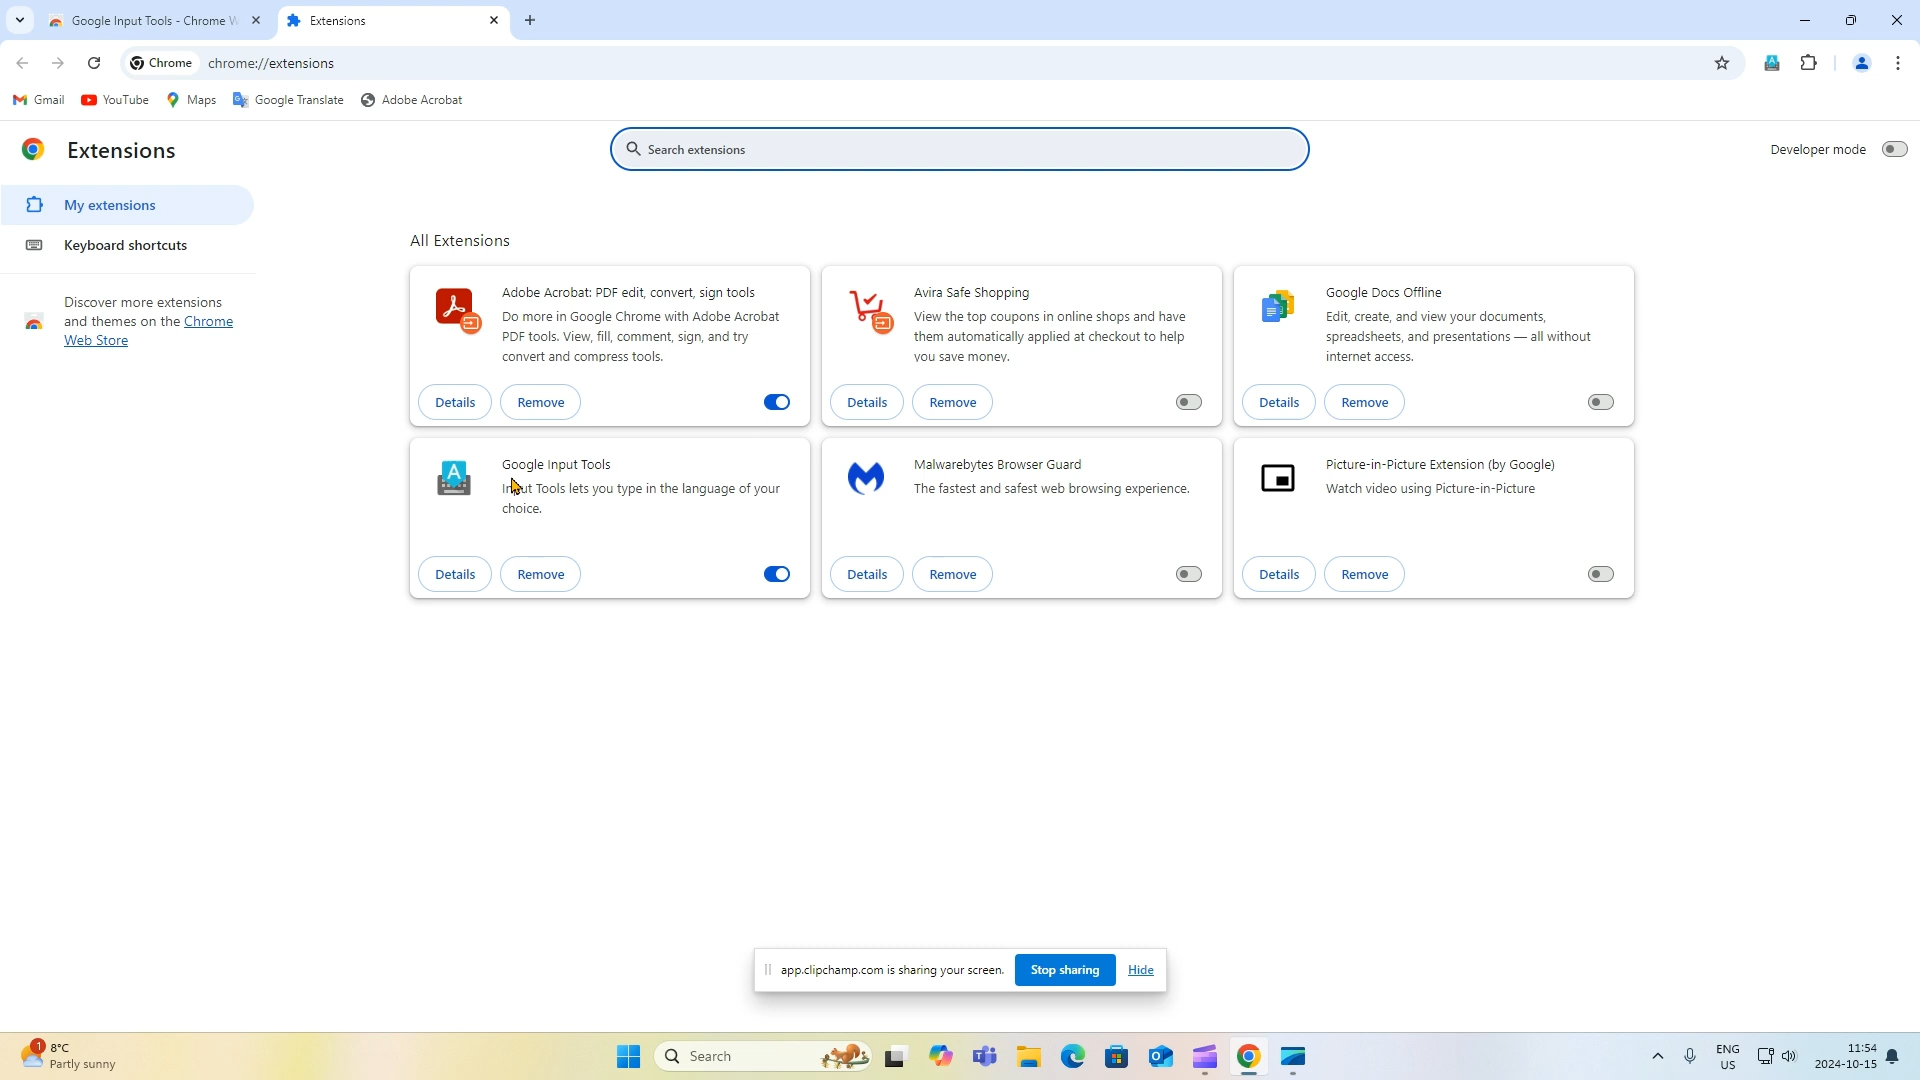 Google Input Tools - Chrome W
Extensions
Chrome
chrome://extensions
Gmail
YouTube
Maps
Google Translate
Adobe Acrobat
Extensions
Search extensions
Developer mode
My extensions
Keyboard shortcuts
Discover more extensions
and themes on the Chrome
Web Store
All Extensions
Adobe Acrobat: PDF edit, convert, sign tools
Do more in Google Chrome with Adobe Acrobat
PDF tools. View, fill, comment, sign, and try
convert and compress tools.
Details
Remove
Avira Safe Shopping
View the top coupons in online shops and have
them automatically applied at checkout to help
you save money.
Details
Remove
Google Docs Offline
Edit, create, and view your documents,
spreadsheets, and presentations — all without
internet access.
Details
Remove
Google Input Tools
Input Tools lets you type in the language of your
choice.
Details
Remove
Malwarebytes Browser Guard
The fastest and safest web browsing experience.
Details
Remove
Picture-in-Picture Extension (by Google)
Watch video using Picture-in-Picture
Details
Remove
app.clipchamp.com is sharing your screen.
Stop sharing
Hide
1
8°C
Partly sunny
Search
ENG
US
11:54
2024-10-15